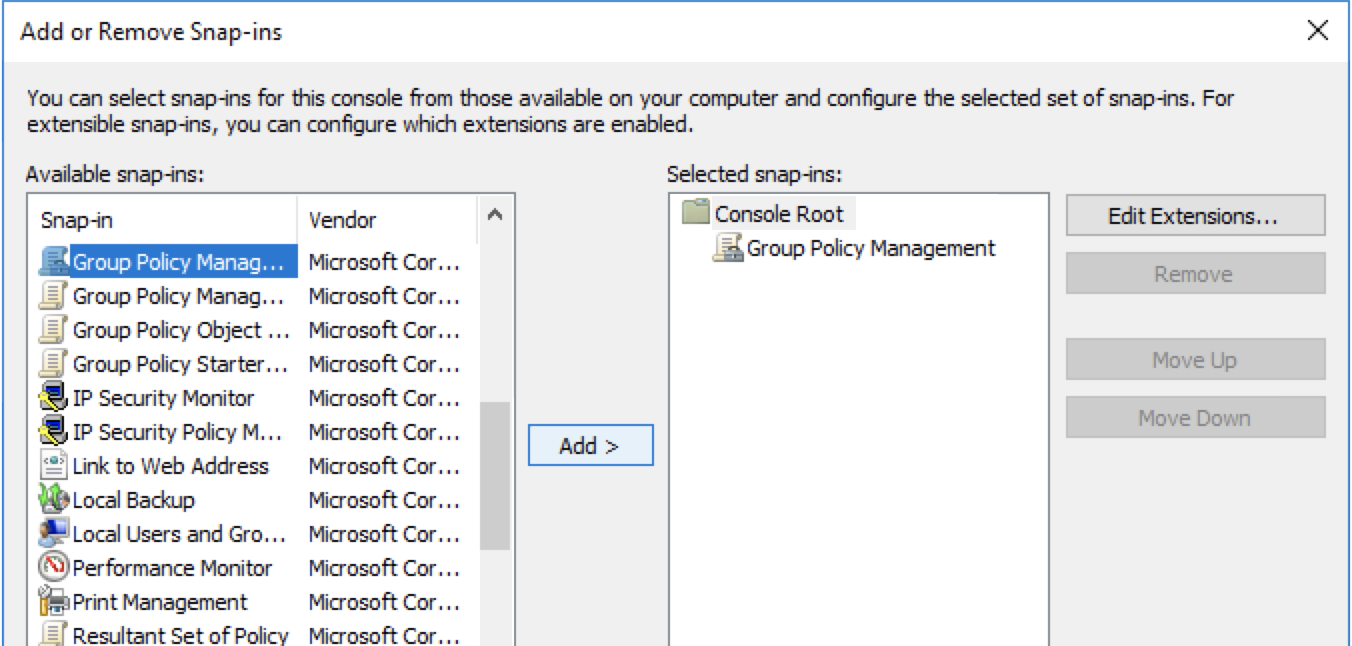 Add or Remove Snap-ins
You can select snap-ins for this console from those available on your computer and configure the selected set of snap-ins. For
extensible snap-ins, you can configure which extensions are enabled.
Available snap-ins:
Selected snap-ins:
Snap-in Vendor
Group Policy Manag... Microsoft Cor...
Group Policy Manag... Microsoft Cor...
Group Policy Object ... Microsoft Cor...
Group Policy Starter... Microsoft Cor...
IP Security Monitor Microsoft Cor...
IP Security Policy M... Microsoft Cor...
Link to Web Address Microsoft Cor...
Local Backup Microsoft Cor...
Local Users and Gro... Microsoft Cor...
Performance Monitor Microsoft Cor...
Print Management Microsoft Cor...
Resultant Set of Policy Microsoft Cor...
Add >
Console Root
Group Policy Management
Edit Extensions...
Remove
Move Up
Move Down